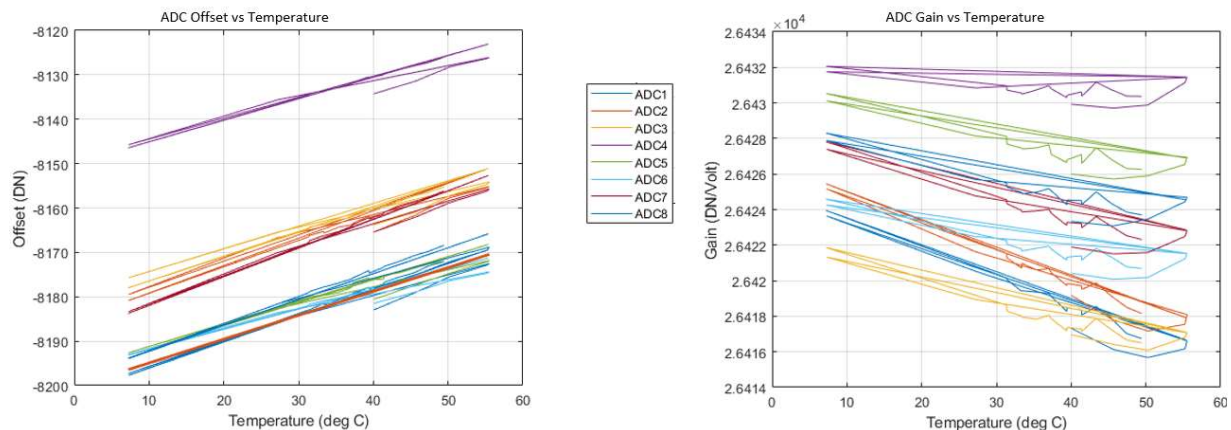 ADC Offset vs Temperature
-8120
-8130
-8140
-8150
-8160
-8170
-8180
-8190
-8200
Offset (DN)
0 10 20 30 40 50 60
Temperature (deg C)
ADC1
ADC2
ADC3
ADC4
ADC5
ADC6
ADC7
ADC8
ADC Gain vs Temperature
× 10⁴
2.6434
2.6432
2.643
2.6428
2.6426
2.6424
2.6422
2.642
2.6418
2.6416
2.6414
Gain (DN/Volt)
0 10 20 30 40 50 60
Temperature (deg C)